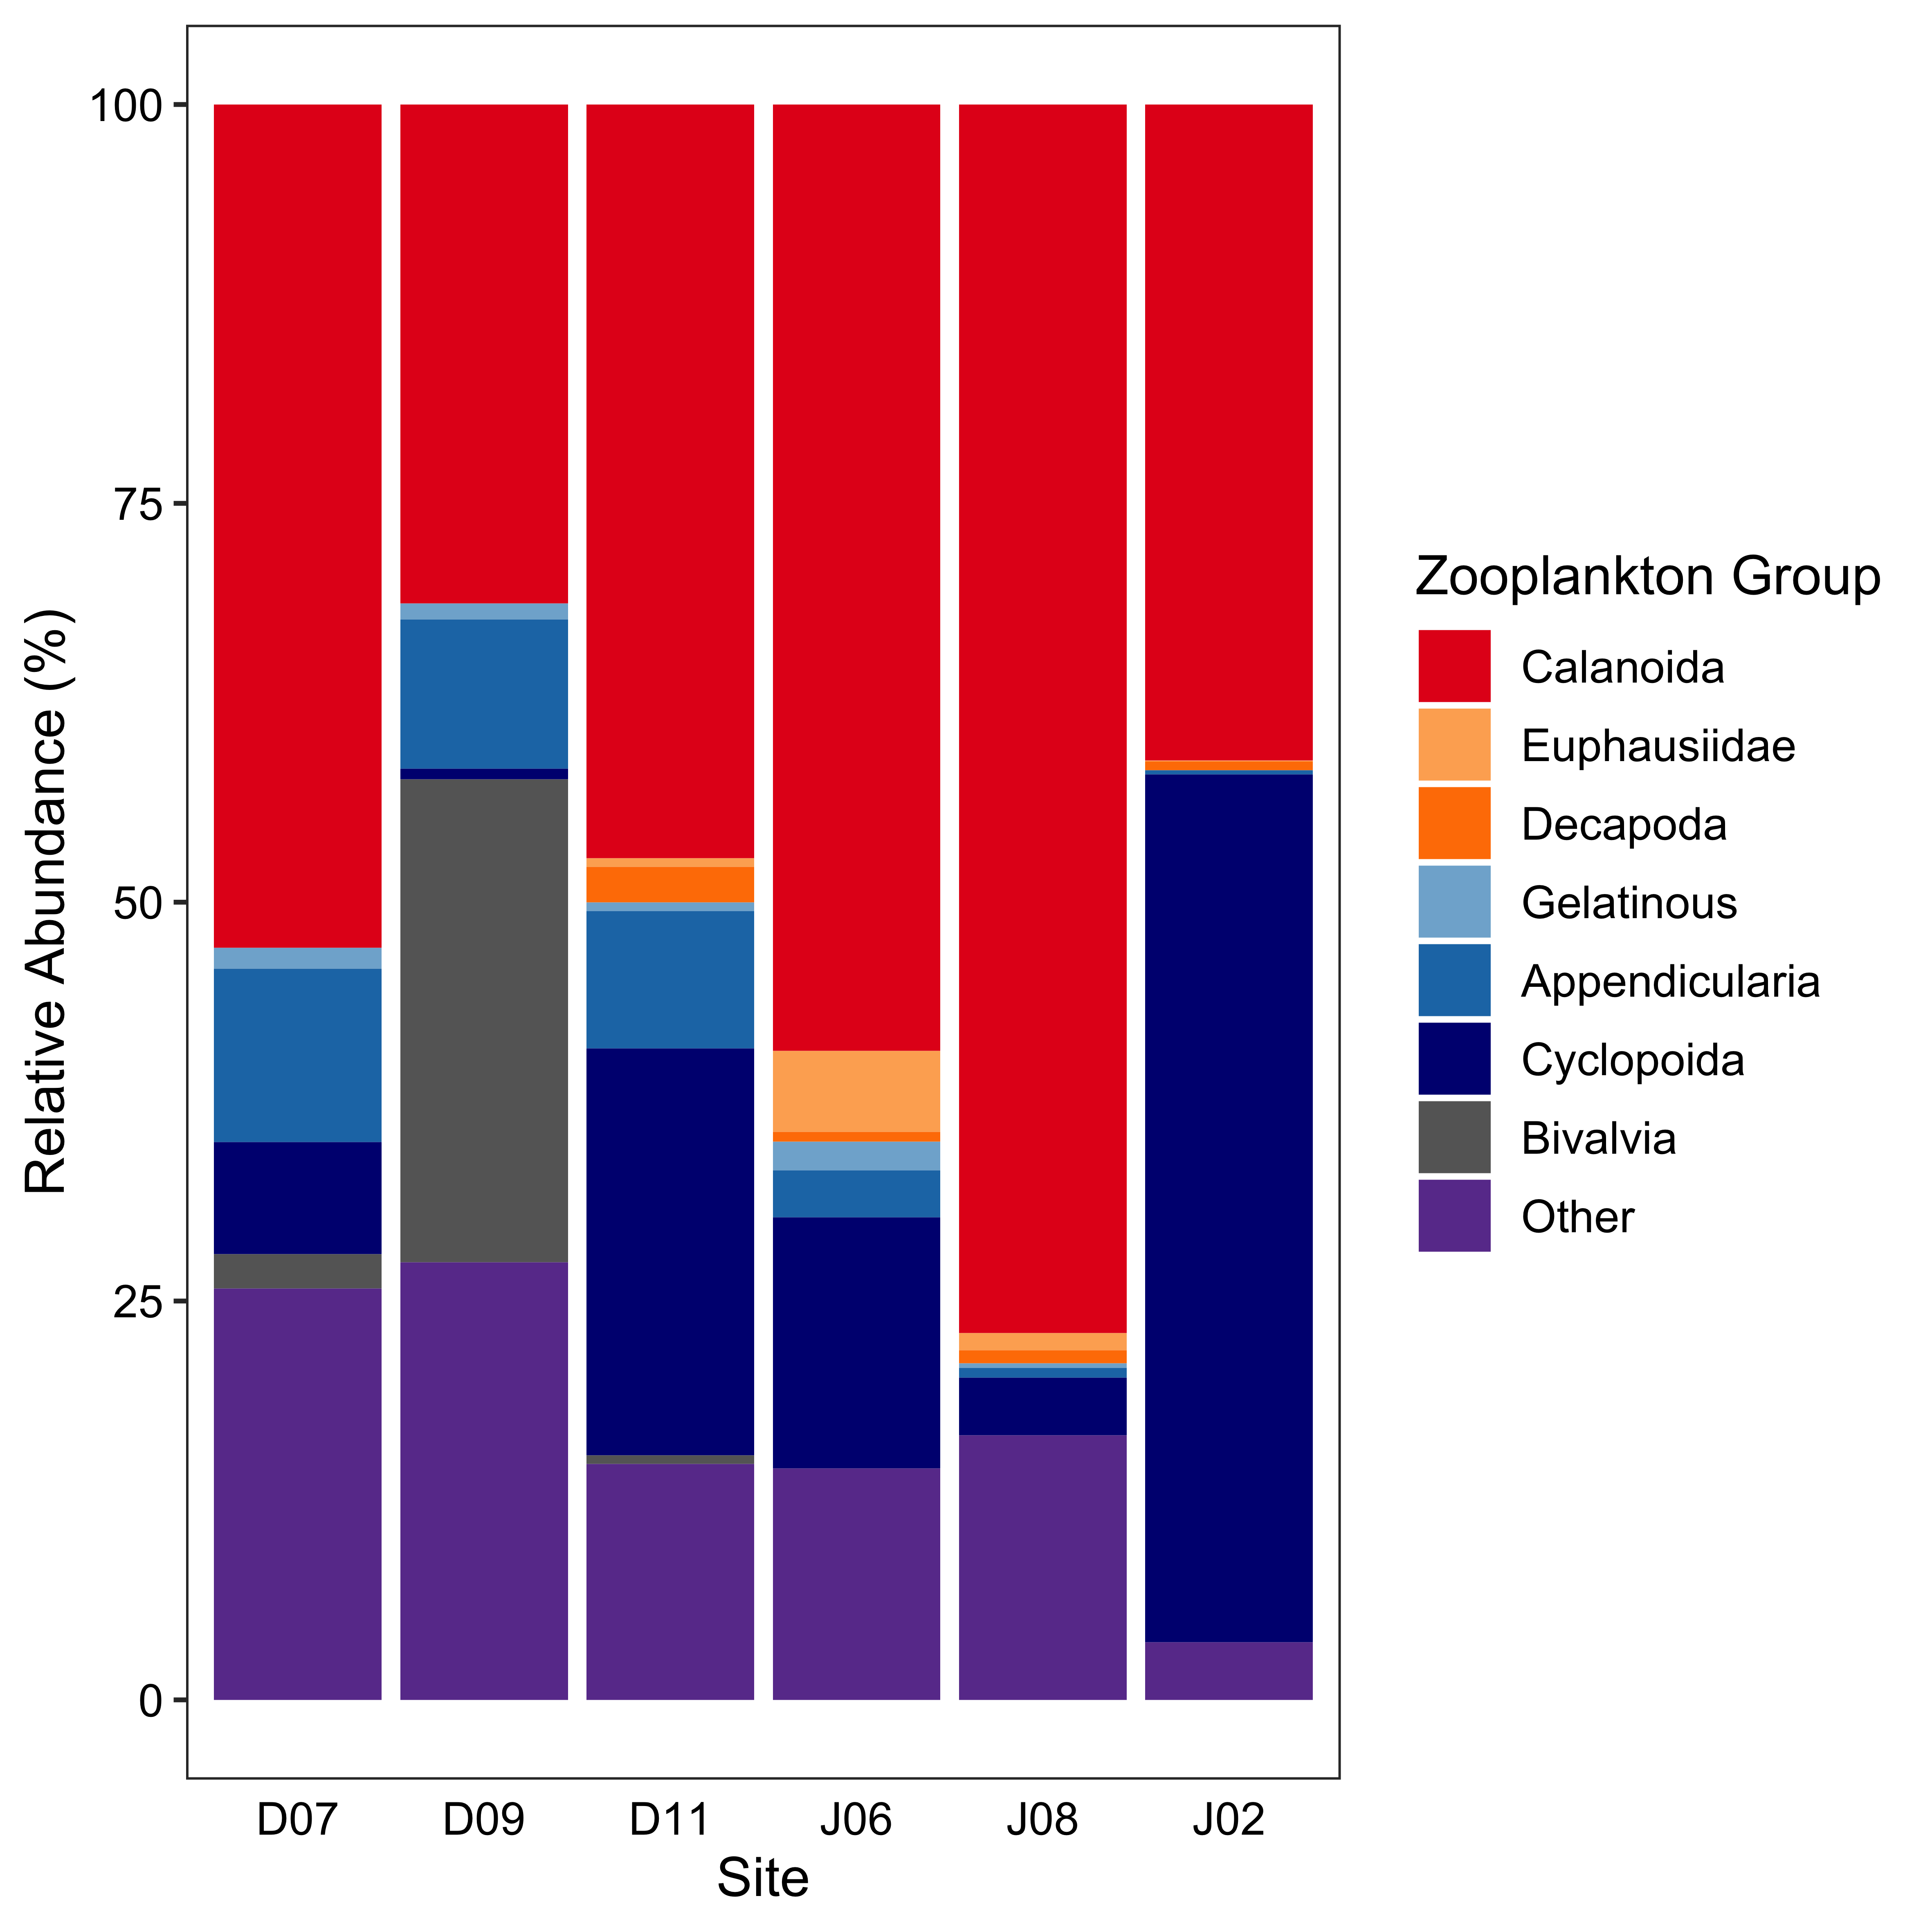 100
75
50
25
0
Relative Abundance (%)
D07 D09 D11 J06 J08 J02
Site
Zooplankton Group
Calanoida
Euphausiidae
Decapoda
Gelatinous
Appendicularia
Cyclopoida
Bivalvia
Other